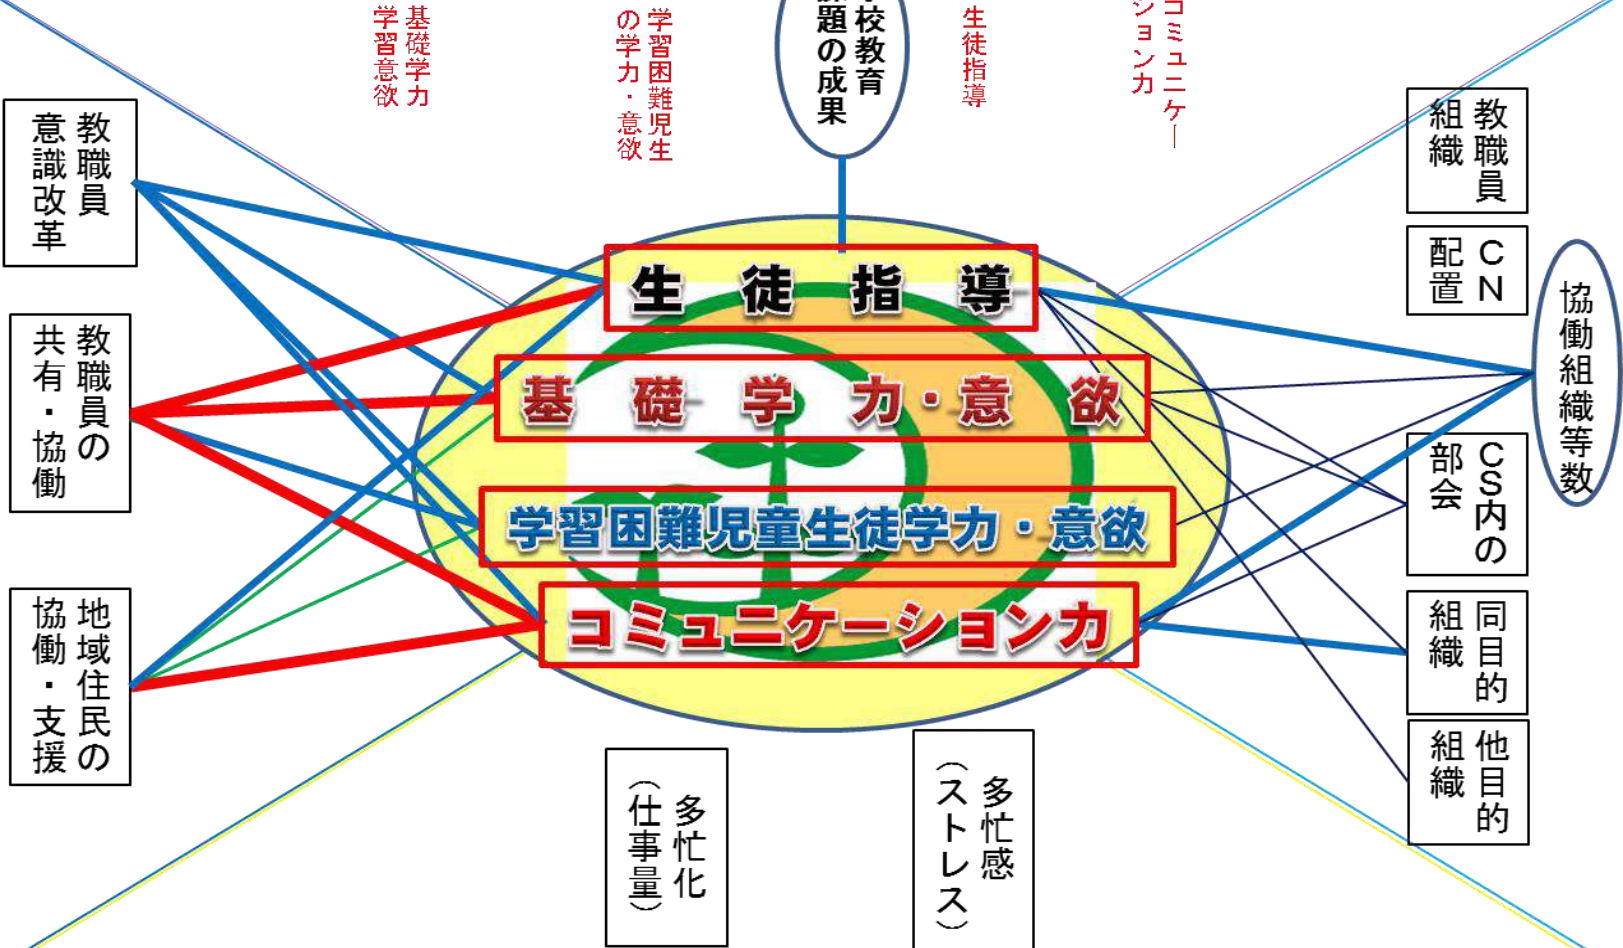 基礎学力
学習意欲
学習困難児生
の学力・意欲
校教育
題の成果
生徒指導
コミュニケー
ション力
教職員
意識改革
教職員の
共有・協働
地域住民の
協働・支援
生徒指導
基礎学力・意欲
学習困難児童生徒学力・意欲
コミュニケーション力
教職員
組織
CN
配置
協働組織等数
CS内の
部会
同目的
組織
他目的
組織
多忙化
(仕事量)
多忙感
(ストレス)